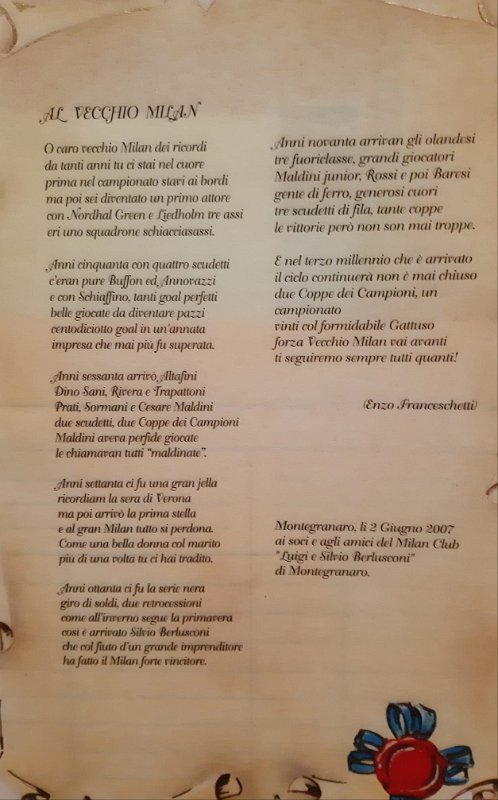 AL VECCHIO MILAN
O caro vecchio Milan dei ricordi
da tanti anni tu ci stai nel cuore
prima nel campionato stavi ai bordi
ma poi sei diventato un primo attore
con Nordhal Green e Liedholm tre assi
eri uno squadrone schiacciasassi.
Anni cinquanta con quattro scudetti
c'eran pure Buffon ed Annovazzi
e con Schiaffino, tanti goal perfetti
belle giocate da diventare pazzi
centodiciotto goal in un'annata
impresa che mai più fu superata.
Anni sessanta arrivò Altafini
Dino Sani, Rivera e Trapattoni
Prati, Sormani e Cesare Maldini
due scudetti, due Coppe dei Campioni
Maldini aveva perfide giocate
le chiamavan tutti "maldinate".
Anni settanta ci fu una gran jella
ricordiam la sera di Verona
ma poi arrivò la prima stella
e al gran Milan tutto si perdona.
Come una bella donna col marito
più di una volta tu ci hai tradito.
Anni ottanta ci fu la serie nera
giro di soldi, due retrocessioni
come all'inverno segue la primavera
così è arrivato Silvio Berlusconi
che col fiuto d'un grande imprenditore
ha fatto il Milan forte vincitore.
Anni novanta arrivan gli olandesi
tre fuoriclasse, grandi giocatori
Maldini junior, Rossi e poi Baresi
gente di ferro, generosi cuori
tre scudetti di fila, tante coppe
le vittorie però non son mai troppe.
E nel terzo millennio che è arrivato
il ciclo continuerà non è mai chiuso
due Coppe dei Campioni, un
campionato
vinti col formidabile Gattuso
forza Vecchio Milan vai avanti
ti seguiremo sempre tutti quanti!
(Enzo Franceschetti)
Montegranaro, li 2 Giugno 2007
ai soci e agli amici del Milan Club
"Luigi e Silvio Berlusconi"
di Montegranaro.